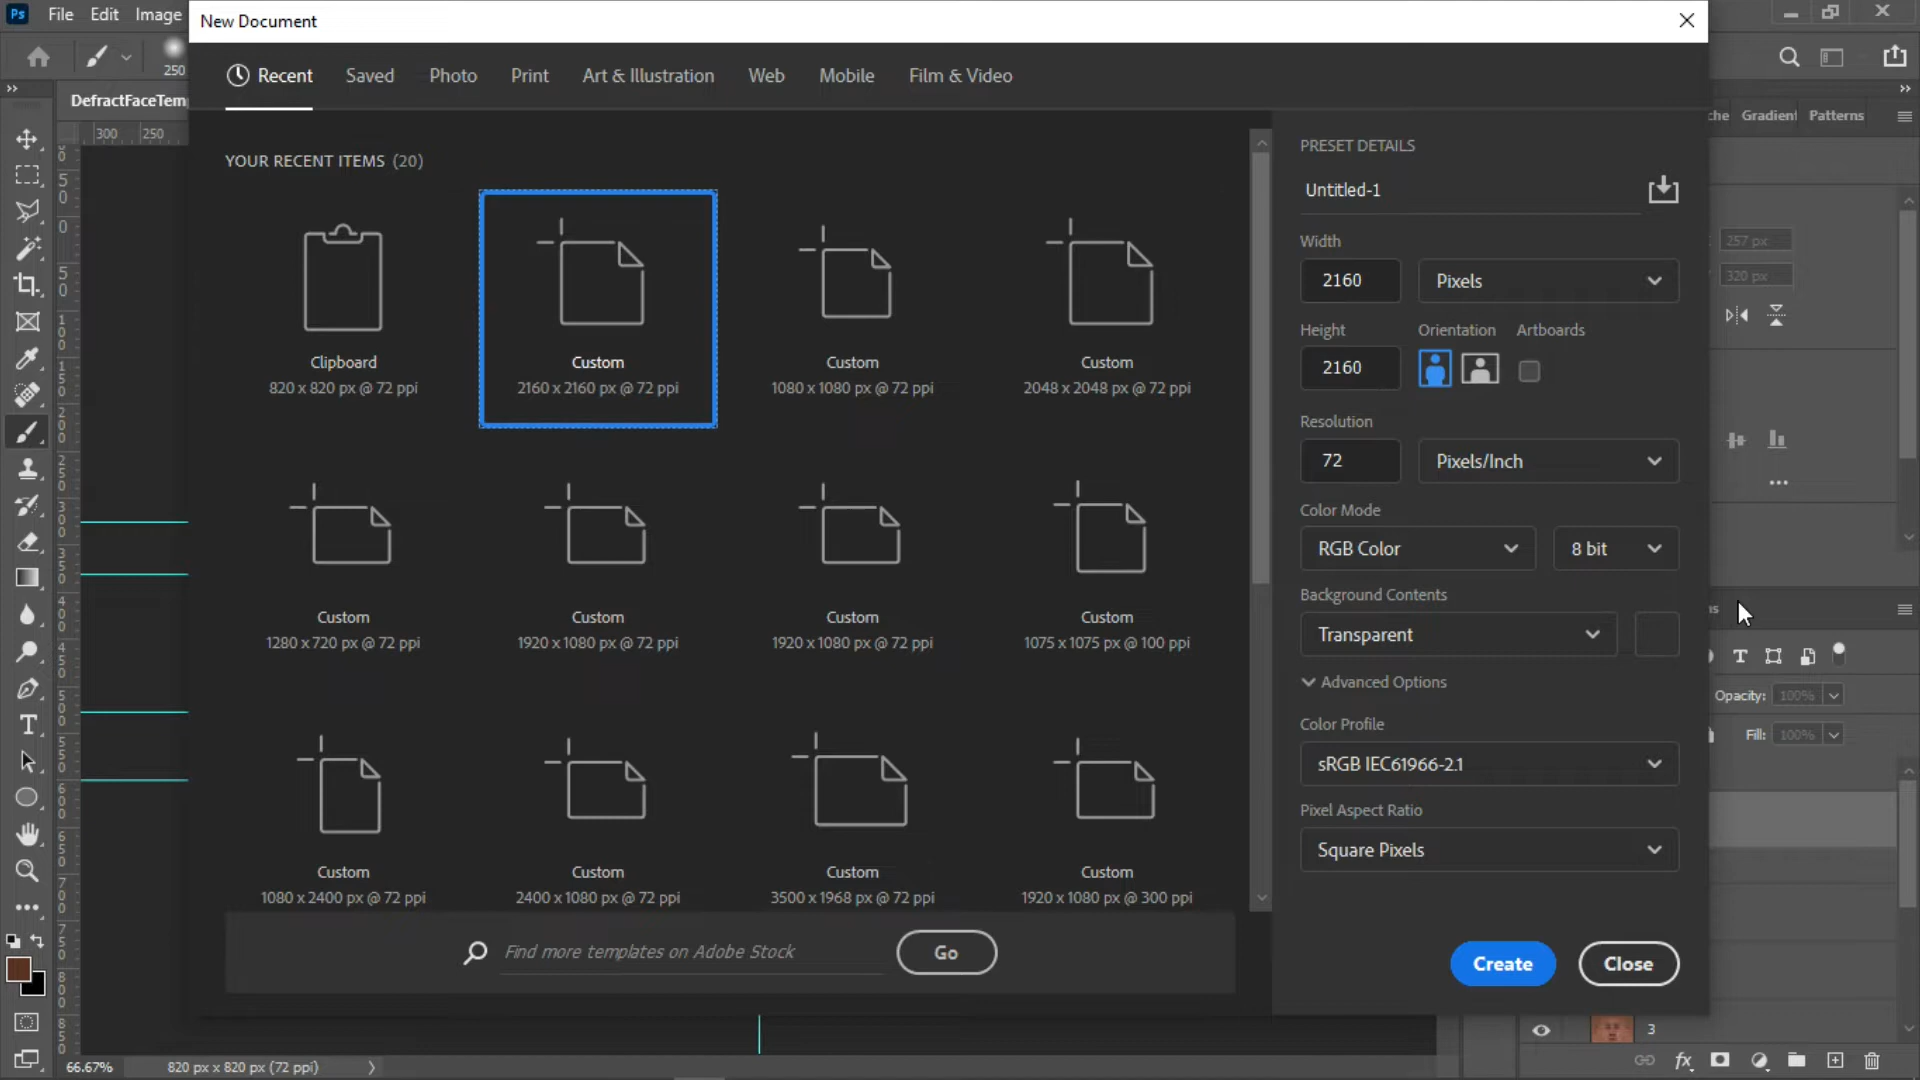 Ps File Edit Image
New Document
250
Recent Saved Photo Print Art & Illustration Web Mobile Film & Video
DefractFaceTem
300 250
Gradient Patterns
YOUR RECENT ITEMS (20)
Clipboard
820 x 820 px @ 72 ppi
Custom
2160 x 2160 px @ 72 ppi
Custom
1080 x 1080 px @ 72 ppi
Custom
2048 x 2048 px @ 72 ppi
Custom
1280 x 720 px @ 72 ppi
Custom
1920 x 1080 px @ 72 ppi
Custom
1920 x 1080 px @ 72 ppi
Custom
1075 x 1075 px @ 100 ppi
Custom
1080 x 2400 px @ 72 ppi
Custom
2400 x 1080 px @ 72 ppi
Custom
3500 x 1968 px @ 72 ppi
Custom
1920 x 1080 px @ 300 ppi
Find more templates on Adobe Stock
Go
PRESET DETAILS
Untitled-1
Width
2160 Pixels
Height Orientation Artboards
2160
Resolution
72 Pixels/Inch
Color Mode
RGB Color 8 bit
Background Contents
Transparent
Advanced Options
Color Profile
sRGB IEC61966-2.1
Pixel Aspect Ratio
Square Pixels
Create Close
257 px
320 px
Opacity: 100%
Fill: 100%
3
66.67% 820 px x 820 px (72 ppi)